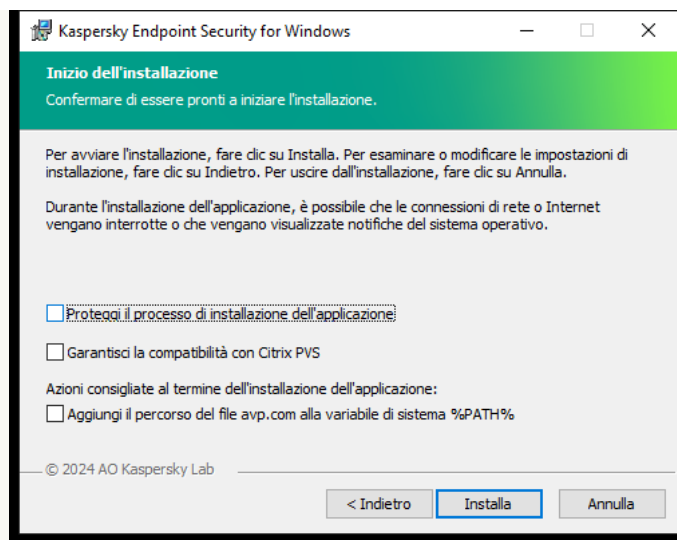 Kaspersky Endpoint Security for Windows
Inizio dell'installazione
Confermare di essere pronti a iniziare l'installazione.
Per avviare l'installazione, fare clic su Installa. Per esaminare o modificare le impostazioni di
installazione, fare clic su Indietro. Per uscire dall'installazione, fare clic su Annulla.
Durante l'installazione dell'applicazione, è possibile che le connessioni di rete o Internet
vengano interrotte o che vengano visualizzate notifiche del sistema operativo.
Proteggi il processo di installazione dell'applicazione
Garantisci la compatibilità con Citrix PVS
Azioni consigliate al termine dell'installazione dell'applicazione:
Aggiungi il percorso del file avp.com alla variabile di sistema %PATH%
© 2024 AO Kaspersky Lab
< Indietro Installa Annulla